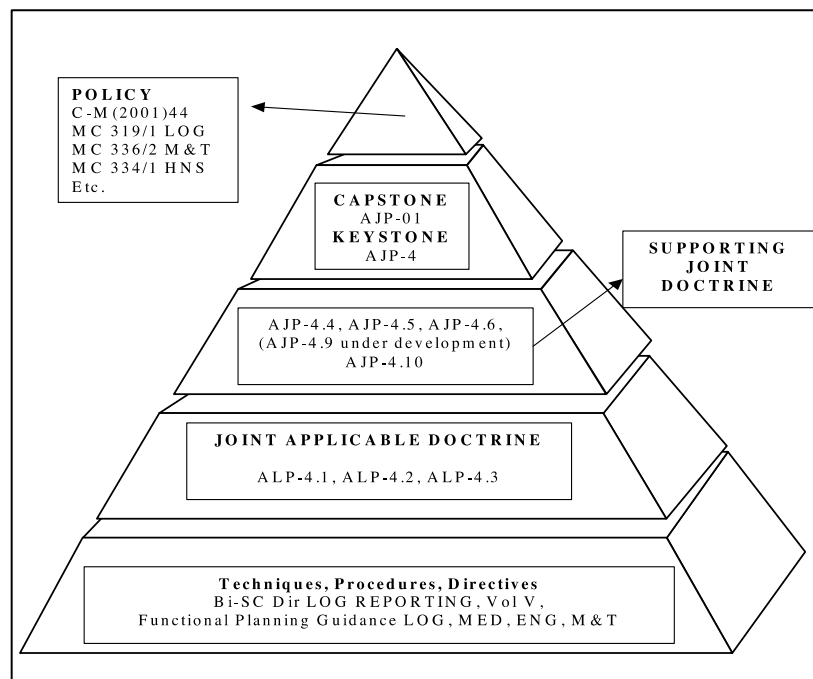 POLICY
C-M(2001)44
MC 319/1 LOG
MC 336/2 M&T
MC 334/1 HNS
Etc.
CAPSTONE
AJP-01
KEYSTONE
AJP-4
SUPPORTING
JOINT
DOCTRINE
AJP-4.4, AJP-4.5, AJP-4.6,
(AJP-4.9 under development)
AJP-4.10
JOINT APPLICABLE DOCTRINE
ALP-4.1, ALP-4.2, ALP-4.3
Techniques, Procedures, Directives
Bi-SC Dir LOG REPORTING, Vol V,
Functional Planning Guidance LOG, MED, ENG, M&T